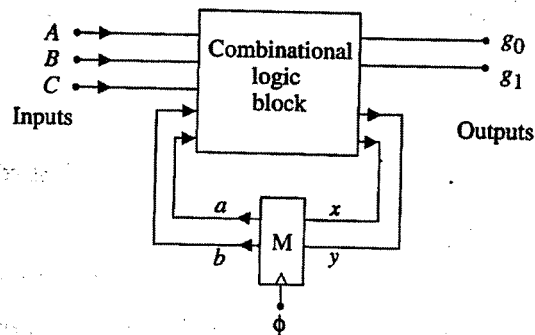 A
B
C
Inputs
Combinational
logic
block
g0
g1
Outputs
a
b
M
x
y
ϕ